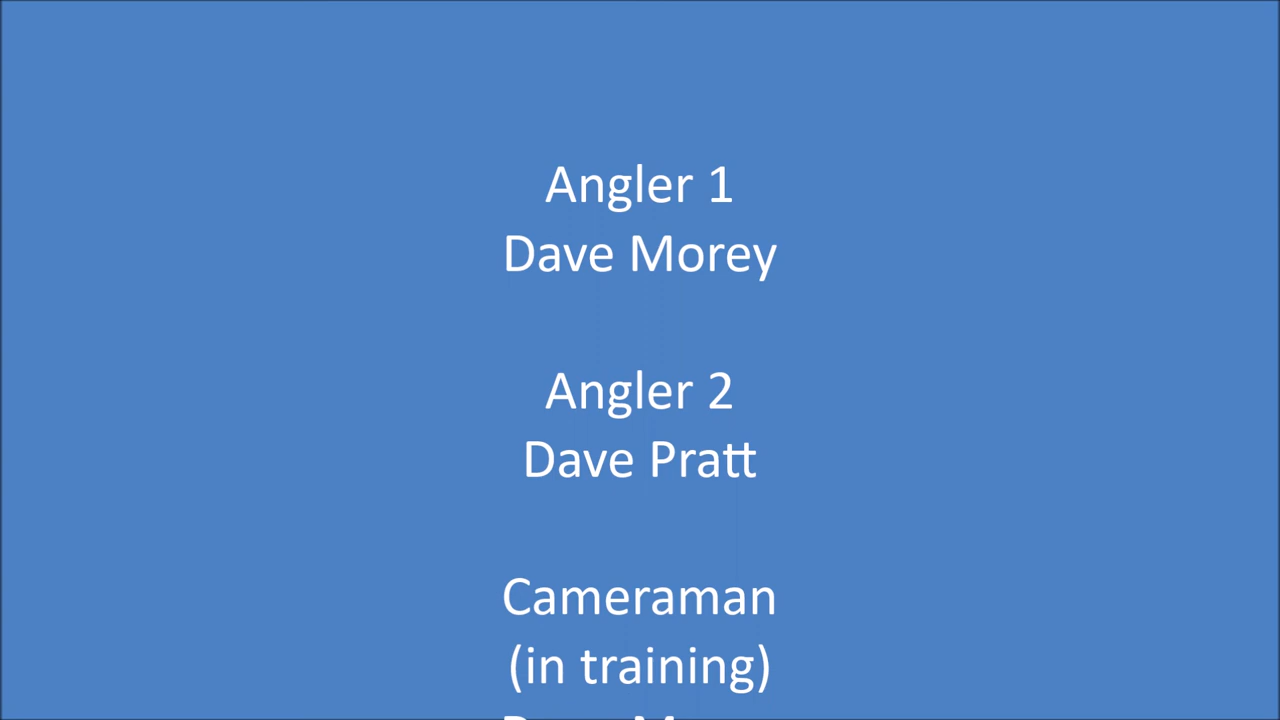 Angler 1
Dave Morey
Angler 2
Dave Pratt
Cameraman
(in training)